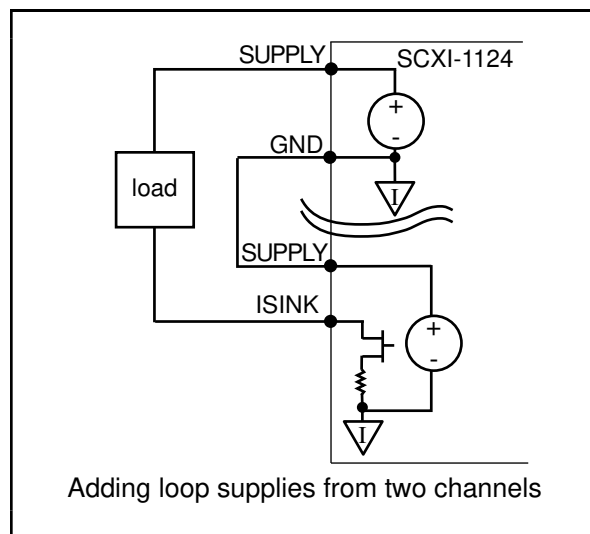 SUPPLY
SCXI-1124
+
-
GND
load
I
SUPPLY
ISINK
+
-
I
Adding loop supplies from two channels